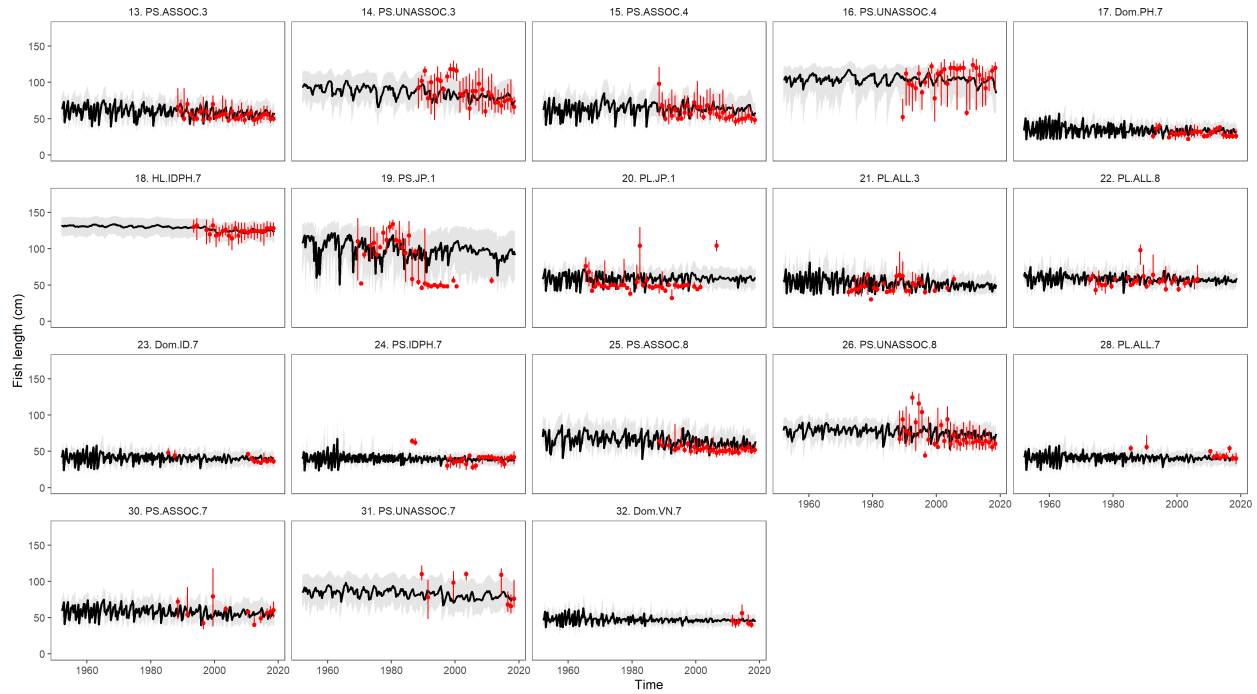 13. PS.ASSOC.3
14. PS.UNASSOC.3
15. PS.ASSOC.4
16. PS.UNASSOC.4
17. Dom.PH.7
150
100
50
0
18. HL.IDPH.7
19. PS.JP.1
20. PL.JP.1
21. PL.ALL.3
22. PL.ALL.8
150
100
50
0
Fish length (cm)
23. Dom.ID.7
24. PS.IDPH.7
25. PS.ASSOC.8
26. PS.UNASSOC.8
28. PL.ALL.7
150
100
50
0
1960 1980 2000 2020
1960 1980 2000 2020
30. PS.ASSOC.7
31. PS.UNASSOC.7
32. Dom.VN.7
150
100
50
0
1960 1980 2000 2020
1960 1980 2000 2020
1960 1980 2000 2020
Time